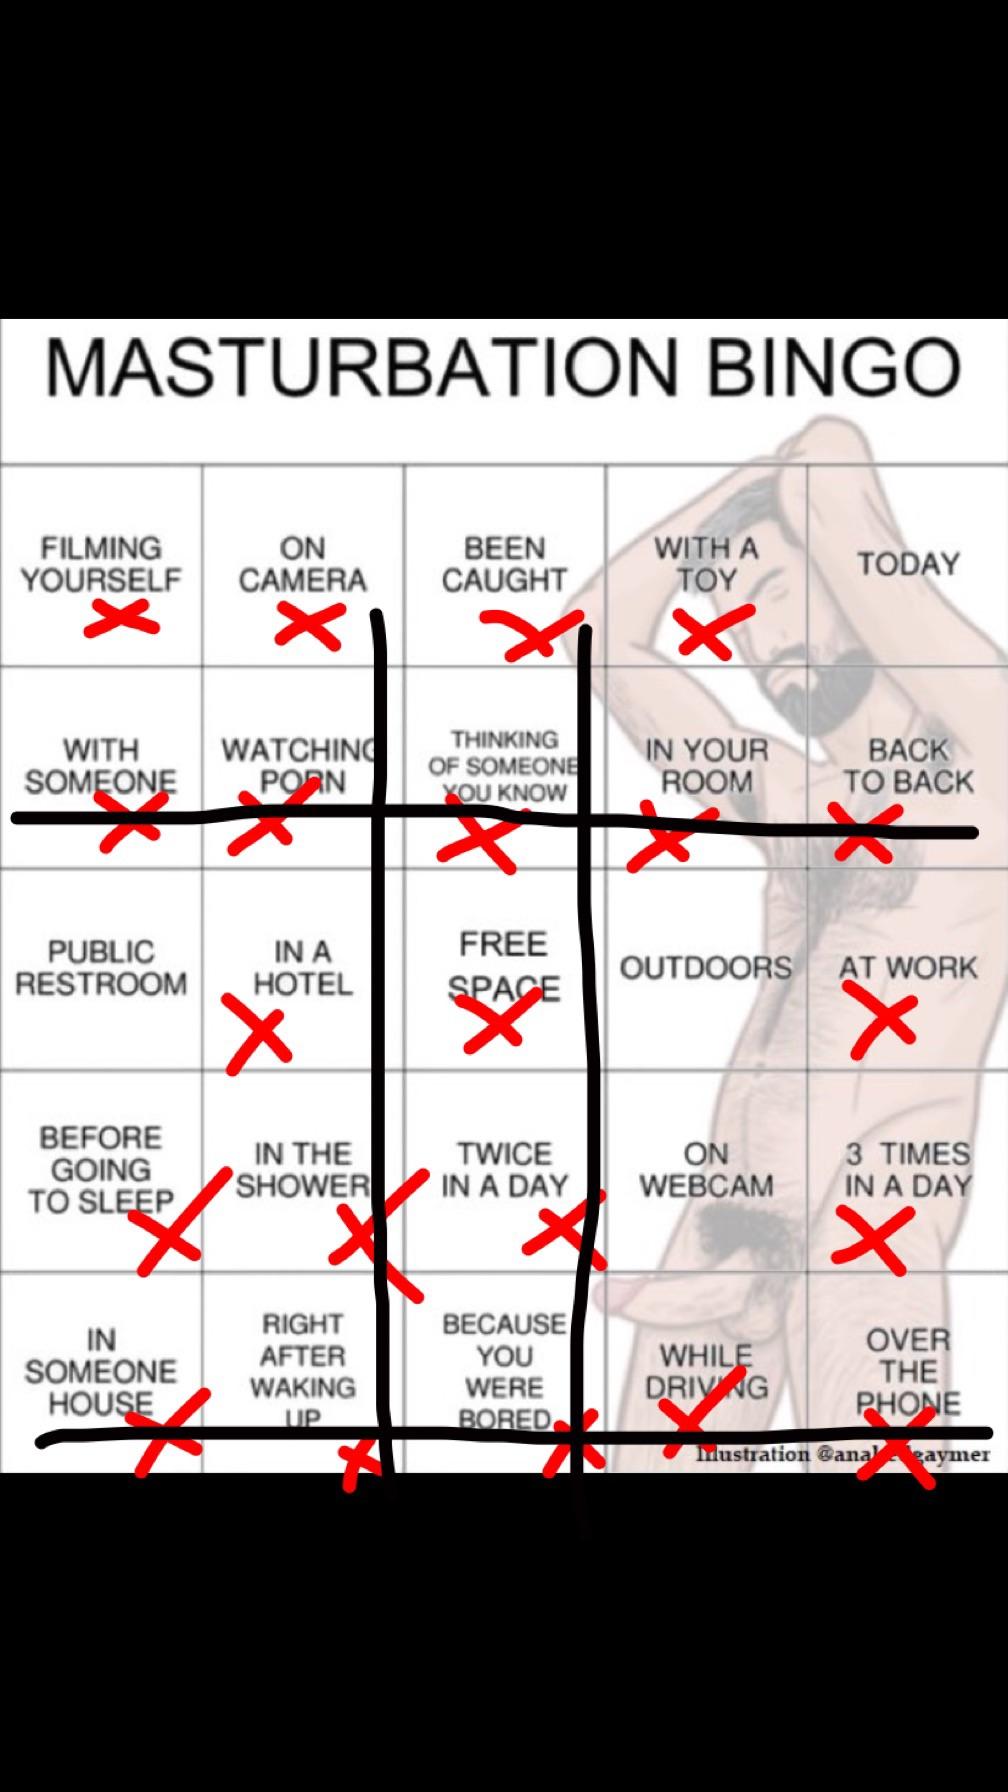 MASTURBATION BINGO
FILMING
YOURSELF
ON
CAMERA
BEEN
CAUGHT
WITH A
TOY
TODAY
WITH
SOMEONE
WATCHING
PORN
THINKING
OF SOMEONE
YOU KNOW
IN YOUR
ROOM
BACK
TO BACK
PUBLIC
RESTROOM
IN A
HOTEL
FREE
SPACE
OUTDOORS
AT WORK
BEFORE
GOING
TO SLEEP
IN THE
SHOWER
TWICE
IN A DAY
ON
WEBCAM
3 TIMES
IN A DAY
IN
SOMEONE
HOUSE
RIGHT
AFTER
WAKING
UP
BECAUSE
YOU
WERE
BORED
WHILE
DRIVING
OVER
THE
PHONE
Illustration